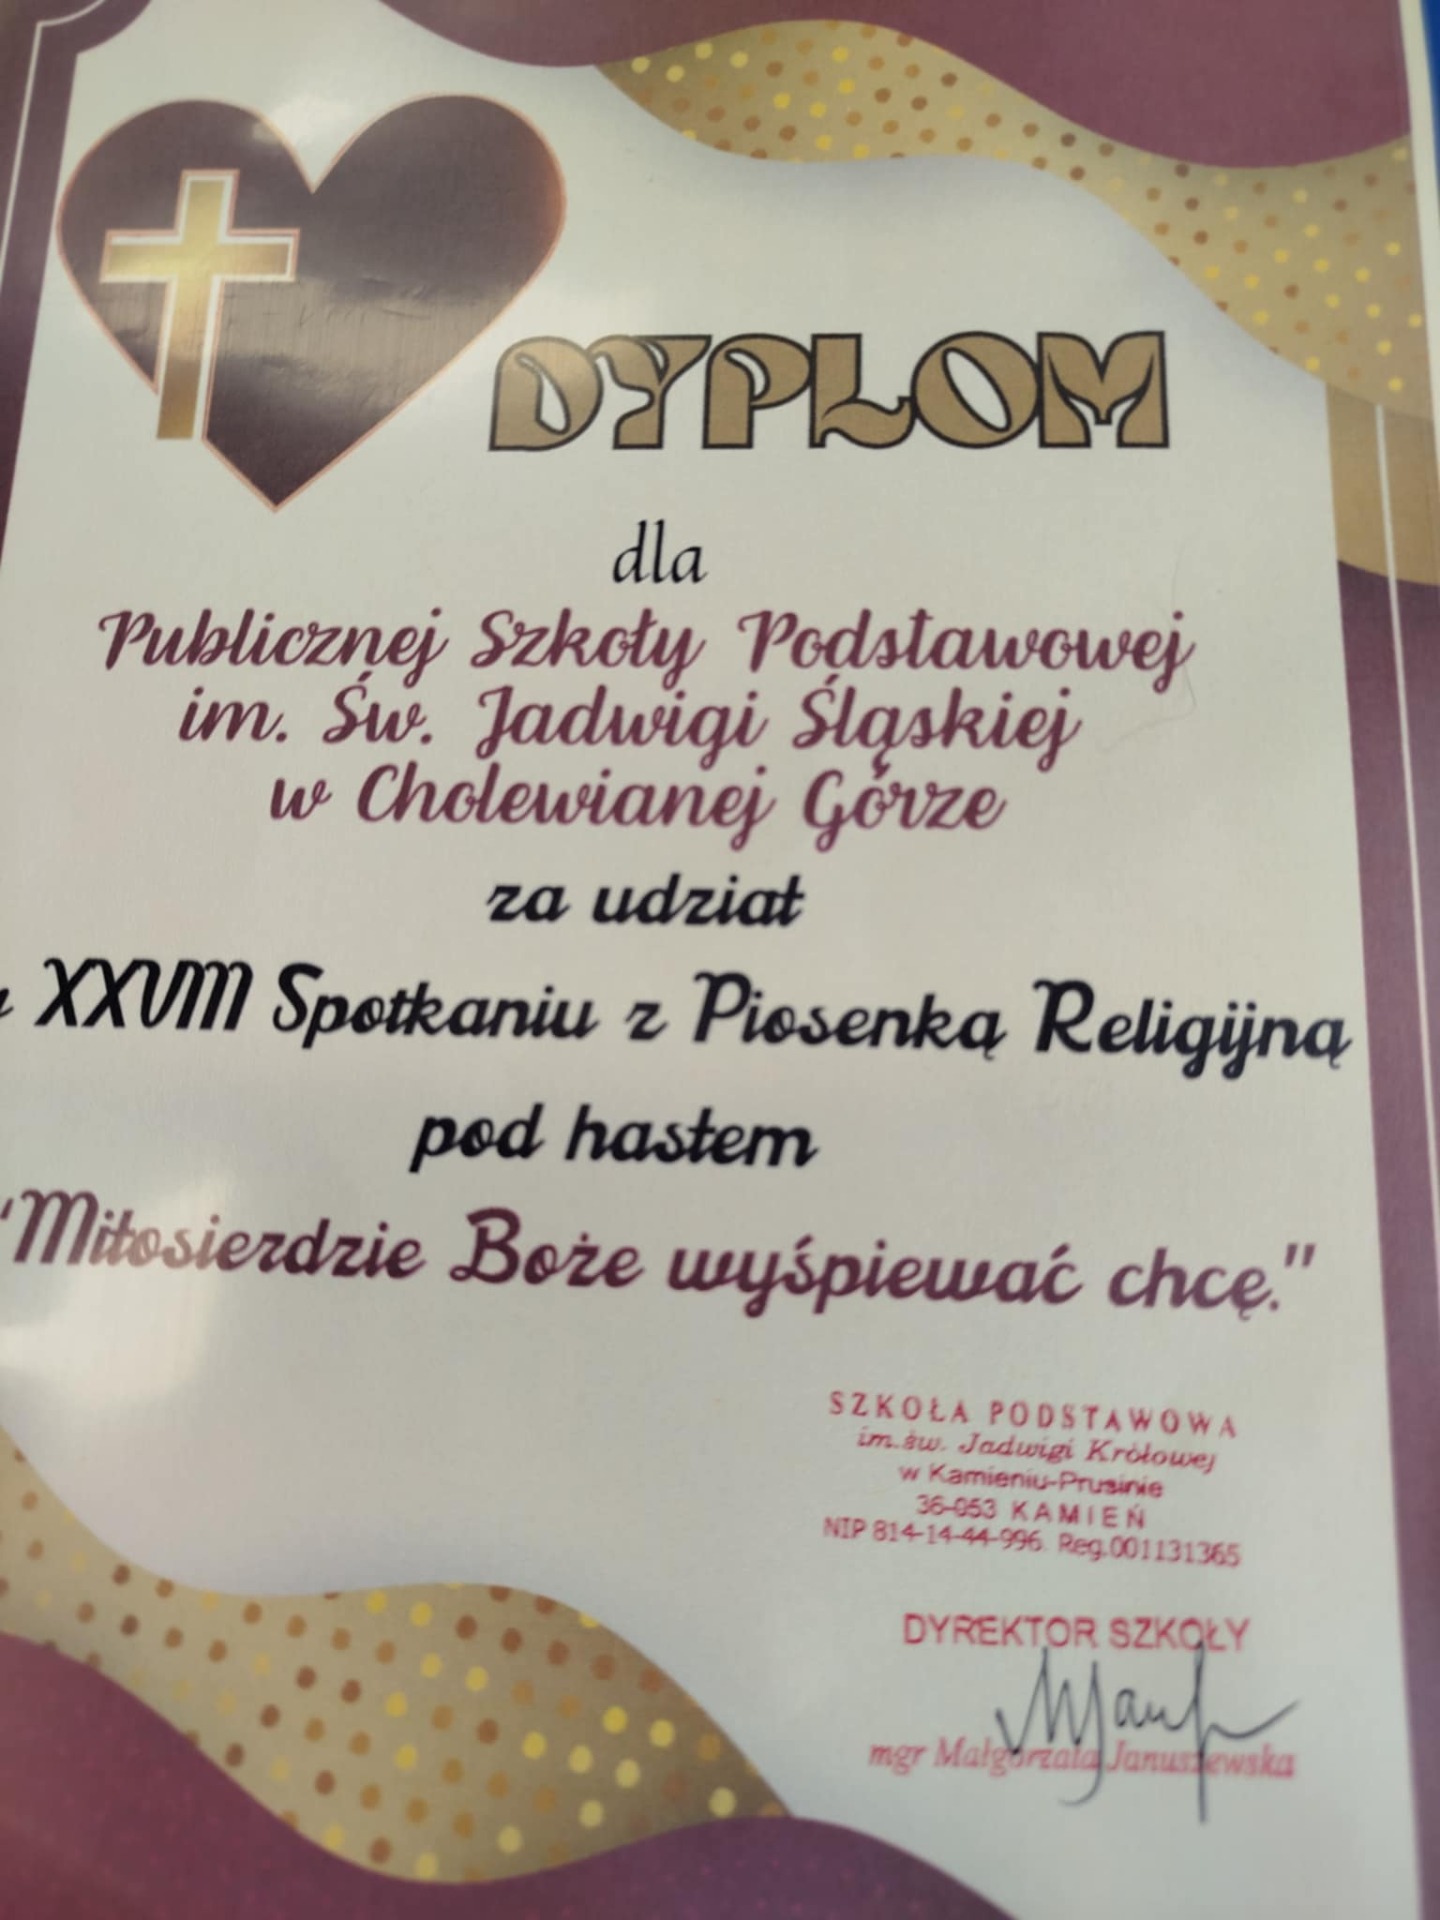 DYPLOM
dla
Publicznej Szkoły Podstawowej
im. Św. Jadwigi Śląskiej
w Cholewianej Górze
za udział
XXVIII Spotkaniu z Piosenką Religijną
pod hasłem
"Miłosierdzie Boże wyśpiewać chcę."
SZKOŁA PODSTAWOWA
im. św. Jadwigi Królowej
w Kamieniu-Prusinie
36-053 KAMIEŃ
NIP 814-14-44-996. Reg.001131365
DYREKTOR SZKOŁY
mgr Małgorzata Januszewska